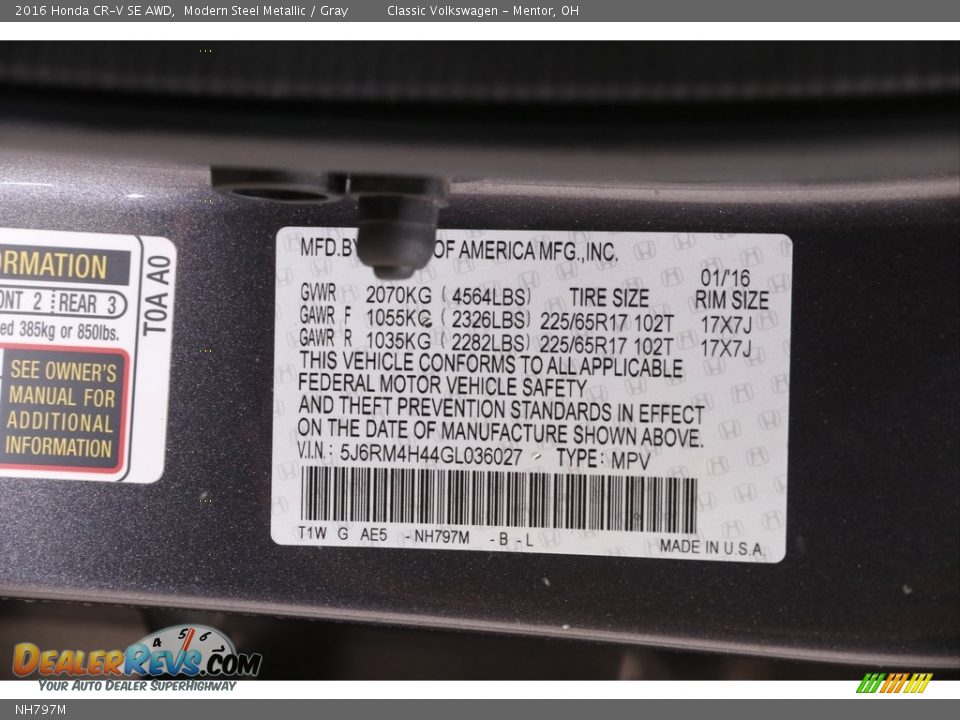 2016 Honda CR-V SE AWD, Modern Steel Metallic / Gray Classic Volkswagen - Mentor, OH
ORMATION
ONT 2 REAR 3
ed 385kg or 850lbs.
SEE OWNER'S
MANUAL FOR
ADDITIONAL
INFORMATION
T0A A0
MFD.BY OF AMERICA MFG.,INC.
01/16
GVWR 2070KG (4564LBS) TIRE SIZE RIM SIZE
GAWR F 1055KG (2326LBS) 225/65R17 102T 17X7J
GAWR R 1035KG (2282LBS) 225/65R17 102T 17X7J
THIS VEHICLE CONFORMS TO ALL APPLICABLE
FEDERAL MOTOR VEHICLE SAFETY
AND THEFT PREVENTION STANDARDS IN EFFECT
ON THE DATE OF MANUFACTURE SHOWN ABOVE.
V.I.N.: 5J6RM4H44GL036027 TYPE: MPV
T1W G AE5 -NH797M -B -L
MADE IN U.S.A.
4 5 6
DEALERREVS.COM
YOUR AUTO DEALER SUPERHIGHWAY
NH797M